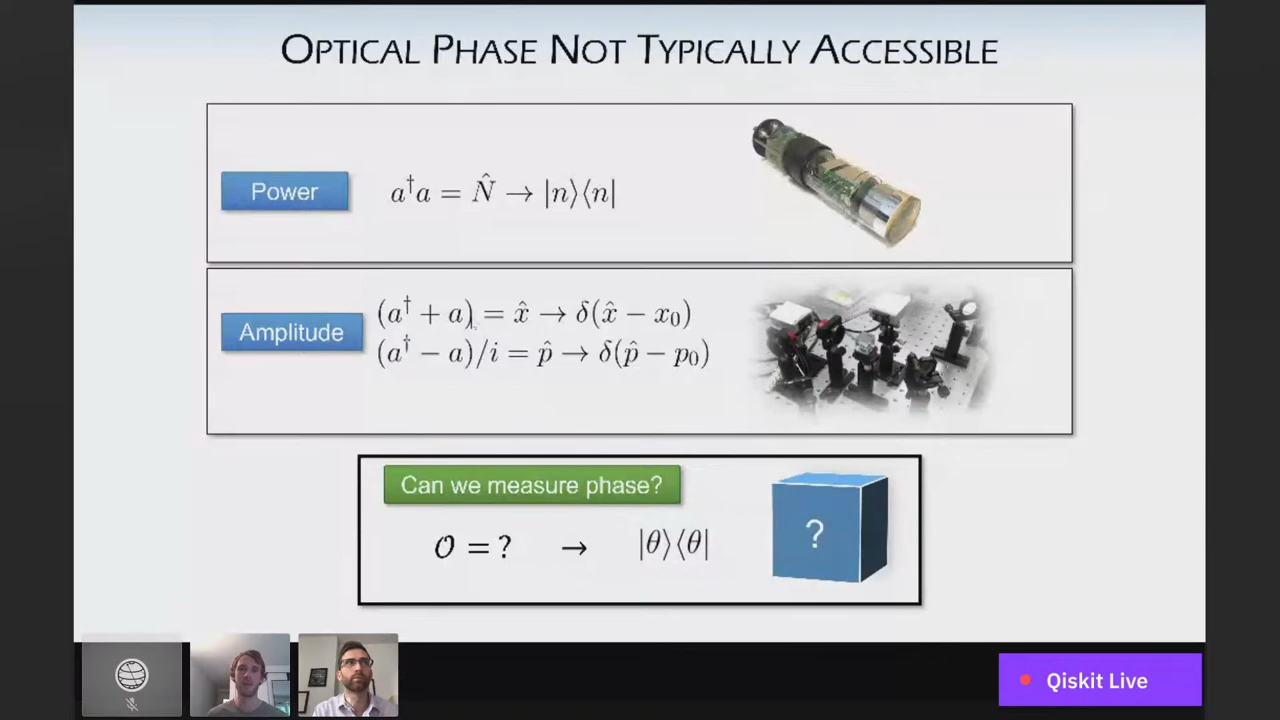 OPTICAL PHASE NOT TYPICALLY ACCESSIBLE
Power
a†a = N̂ → |n⟩⟨n|
Amplitude
(a† + a) = x̂ → δ(x̂ − x₀)
(a† − a)/i = p̂ → δ(p̂ − p₀)
Can we measure phase?
𝒪 = ? → |θ⟩⟨θ|
?
Qiskit Live